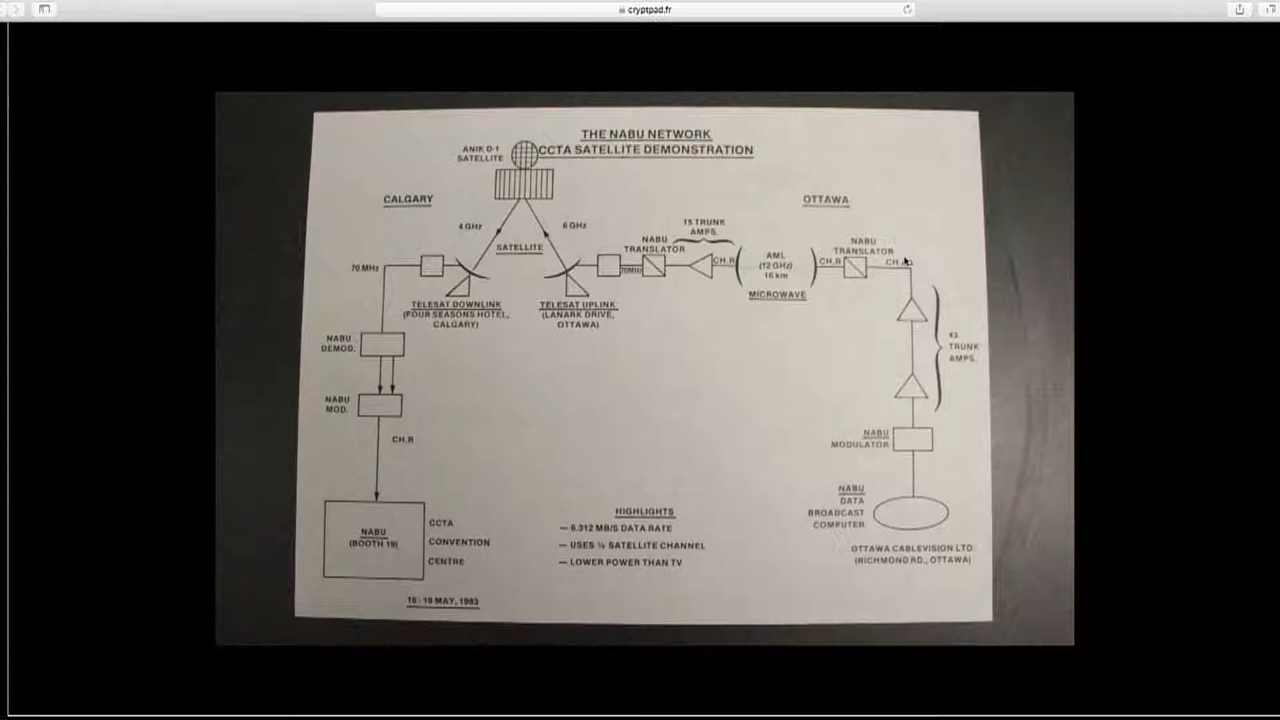 cryptpad.fr
THE NABU NETWORK
CCTA SATELLITE DEMONSTRATION
ANIK D-1
SATELLITE
CALGARY
OTTAWA
4 GHz
6 GHz
SATELLITE
15 TRUNK
AMPS.
NABU
TRANSLATOR
NABU
TRANSLATOR
70 MHz
70MHz
CH.R
AML
(12 GHz)
16 km
CH.R
CH.
MICROWAVE
TELESAT DOWNLINK
(FOUR SEASONS HOTEL,
CALGARY)
TELESAT UPLINK
(LANARK DRIVE,
OTTAWA)
NABU
DEMOD.
TRUNK
AMPS.
NABU
MOD.
CH.R
NABU
MODULATOR
NABU
DATA
BROADCAST
COMPUTER
NABU
(BOOTH 19)
CCTA
CONVENTION
CENTRE
HIGHLIGHTS
— 6.312 MB/S DATA RATE
— USES SATELLITE CHANNEL
— LOWER POWER THAN TV
OTTAWA CABLEVISION LTD.
(RICHMOND RD., OTTAWA)
16 - 19 MAY, 1983